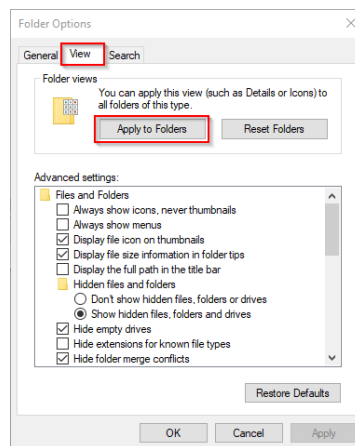 Folder Options
General View Search
Folder views
You can apply this view (such as Details or Icons) to
all folders of this type.
Apply to Folders Reset Folders
Advanced settings:
Files and Folders
Always show icons, never thumbnails
Always show menus
Display file icon on thumbnails
Display file size information in folder tips
Display the full path in the title bar
Hidden files and folders
Don't show hidden files, folders or drives
Show hidden files, folders and drives
Hide empty drives
Hide extensions for known file types
Hide folder merge conflicts
Restore Defaults
OK Cancel Apply